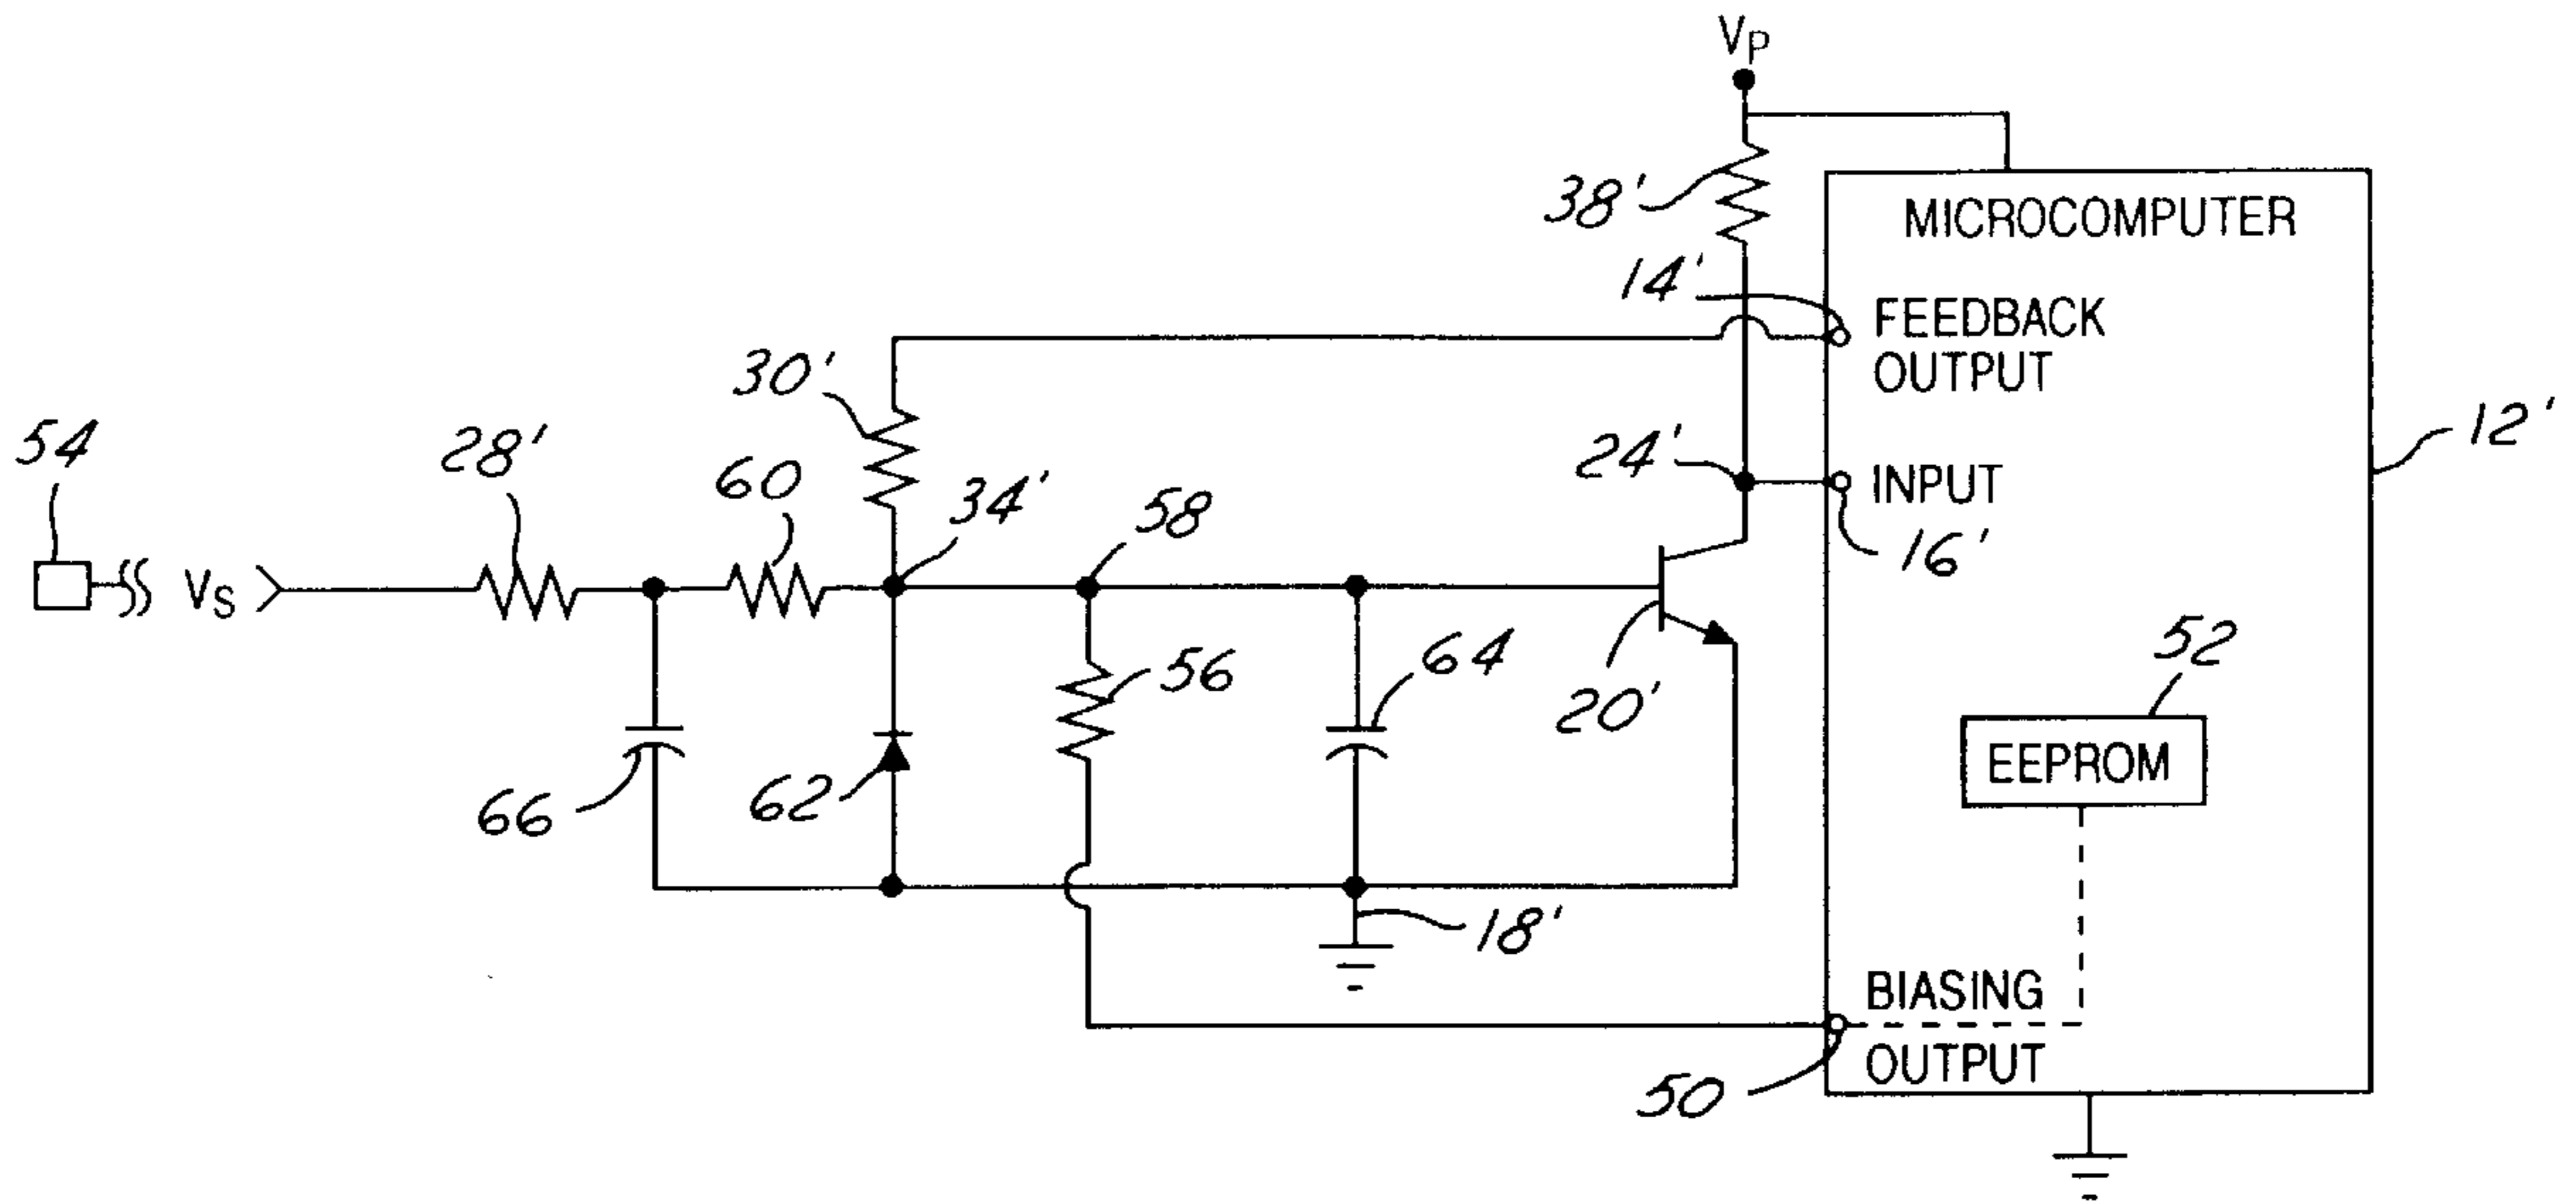 VP
38'
MICROCOMPUTER
14'
FEEDBACK
OUTPUT
30'
12'
54
28'
60
34'
58
24'
INPUT
16'
VS
56
64
20'
52
EEPROM
66
62
18'
BIASING
OUTPUT
50